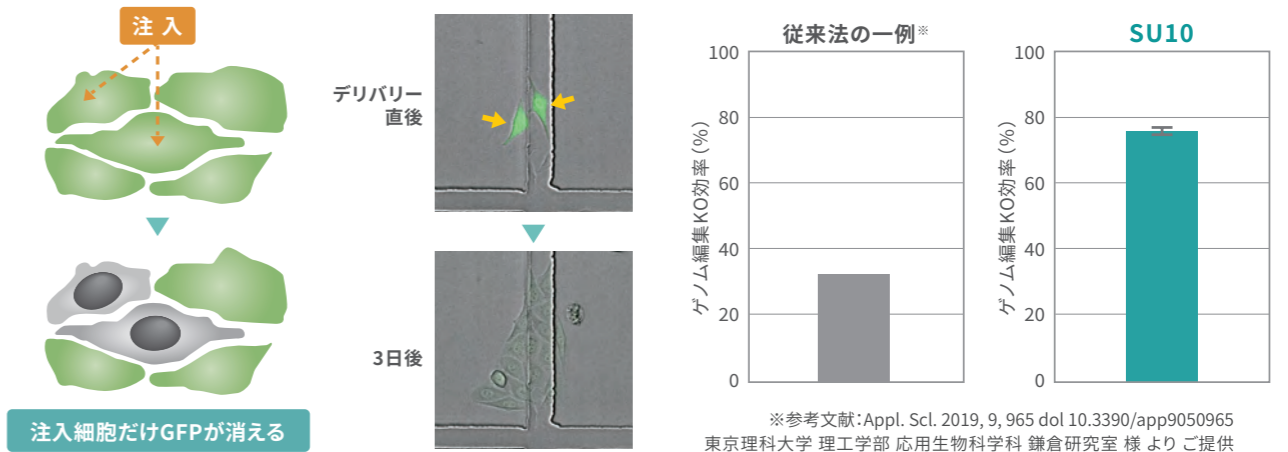 注 入
注入細胞だけGFPが消える
デリバリー
直後
3日後
従来法の一例※
ゲノム編集KO効率(%)
100
80
60
40
20
0
SU10
ゲノム編集KO効率(%)
100
80
60
40
20
0
※参考文献:Appl. Scl. 2019, 9, 965 dol 10.3390/app9050965
東京理科大学 理工学部 応用生物科学科 鎌倉研究室 様 より ご提供